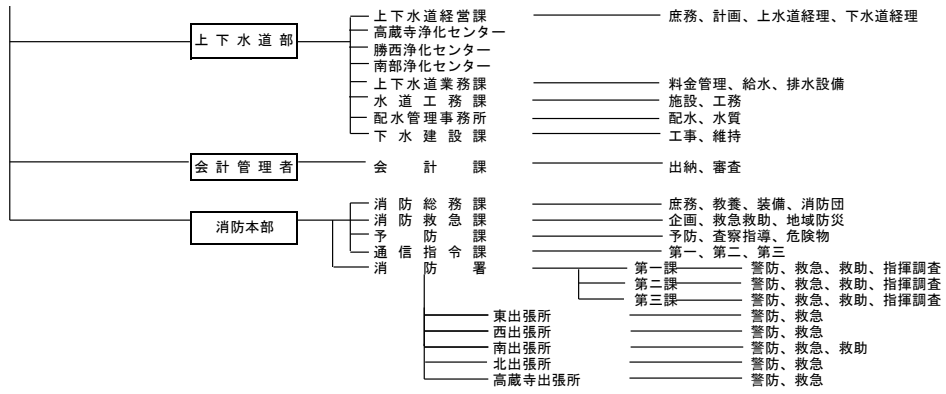 上下水道経営課 庶務、計画、上水道経理、下水道経理
高蔵寺浄化センター
上下水道部
勝西浄化センター
南部浄化センター
上下水道業務課 料金管理、給水、排水設備
水道工務課 施設、工務
配水管理事務所 配水、水質
下水建設課 工事、維持
会計管理者 会計課 出納、審査
消防総務課 庶務、教養、装備、消防団
消防本部 消防救急課 企画、救急救助、地域防災
予防課 予防、査察指導、危険物
通信指令課 第一、第二、第三
消防署 第一課 警防、救急、救助、指揮調査
第二課 警防、救急、救助、指揮調査
第三課 警防、救急、救助、指揮調査
東出張所 警防、救急
西出張所 警防、救急
南出張所 警防、救急、救助
北出張所 警防、救急
高蔵寺出張所 警防、救急